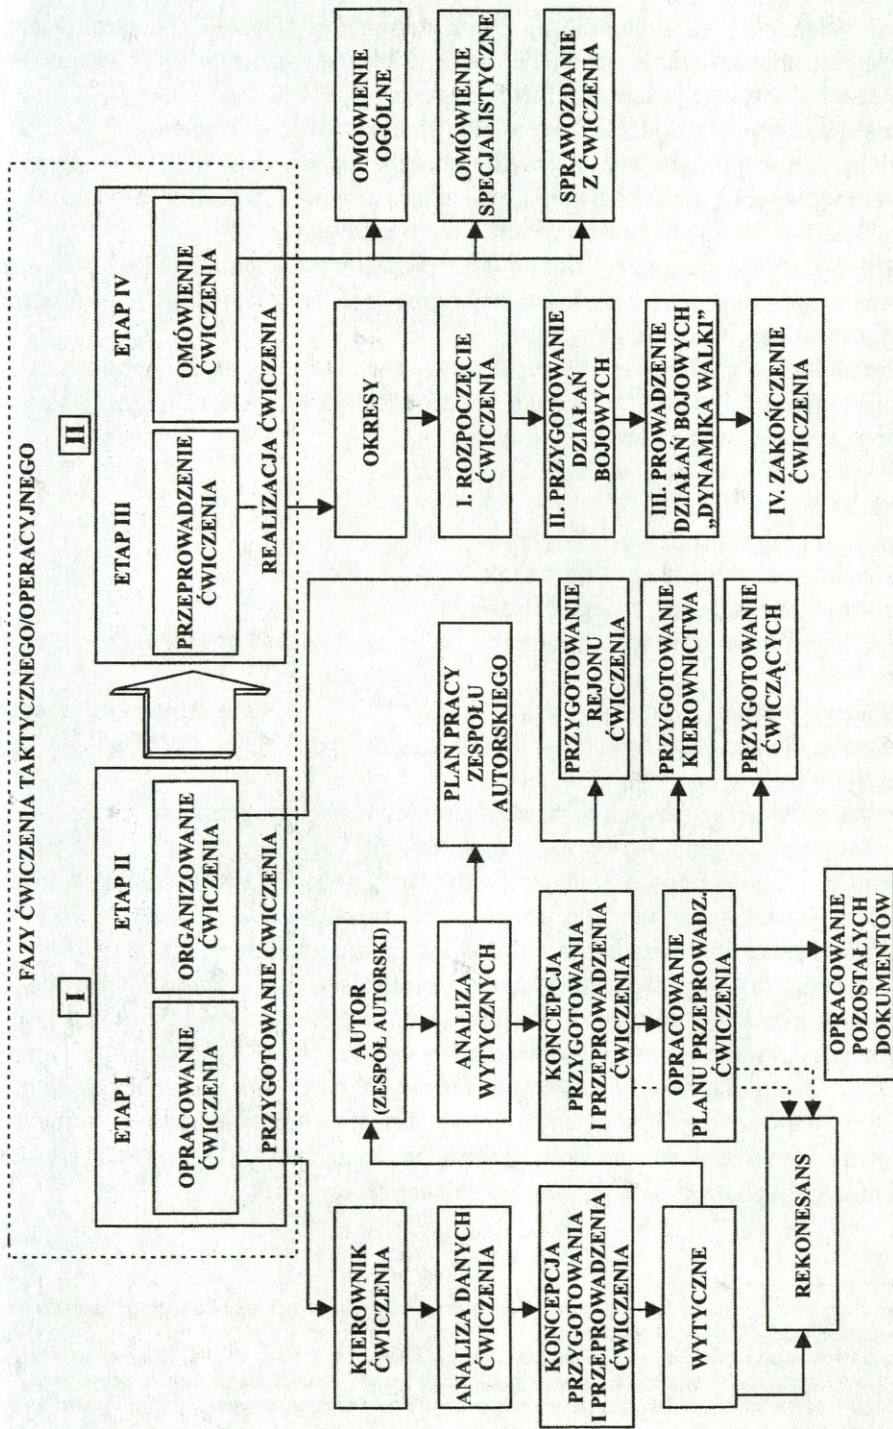 FAZY ĆWICZENIA TAKTYCZNEGO/OPERACYJNEGO
I
II
ETAP I
ETAP II
ETAP III
ETAP IV
OPRACOWANIE
ĆWICZENIA
ORGANIZOWANIE
ĆWICZENIA
PRZEPROWADZENIE
ĆWICZENIA
OMÓWIENIE
ĆWICZENIA
PRZYGOTOWANIE ĆWICZENIA
REALIZACJA ĆWICZENIA
KIEROWNIK
ĆWICZENIA
ANALIZA DANYCH
ĆWICZENIA
KONCEPCJA
PRZYGOTOWANIA
I PRZEPROWADZENIA
ĆWICZENIA
WYTYCZNE
REKONESANS
AUTOR
(ZESPÓŁ AUTORSKI)
ANALIZA
WYTYCZNYCH
KONCEPCJA
PRZYGOTOWANIA
I PRZEPROWADZENIA
ĆWICZENIA
OPRACOWANIE
PLANU PRZEPROWADZ.
ĆWICZENIA
OPRACOWANIE
POZOSTAŁYCH
DOKUMENTÓW
PLAN PRACY
ZESPOŁU
AUTORSKIEGO
PRZYGOTOWANIE
REJONU
ĆWICZENIA
PRZYGOTOWANIE
KIEROWNICTWA
PRZYGOTOWANIE
ĆWICZĄCYCH
OKRESY
I. ROZPOCZĘCIE
ĆWICZENIA
II. PRZYGOTOWANIE
DZIAŁAŃ
BOJOWYCH
III. PROWADZENIE
DZIAŁAŃ BOJOWYCH
„DYNAMIKA WALKI”
IV. ZAKOŃCZENIE
ĆWICZENIA
OMÓWIENIE
OGÓLNE
OMÓWIENIE
SPECJALISTYCZNE
SPRAWOZDANIE
Z ĆWICZENIA